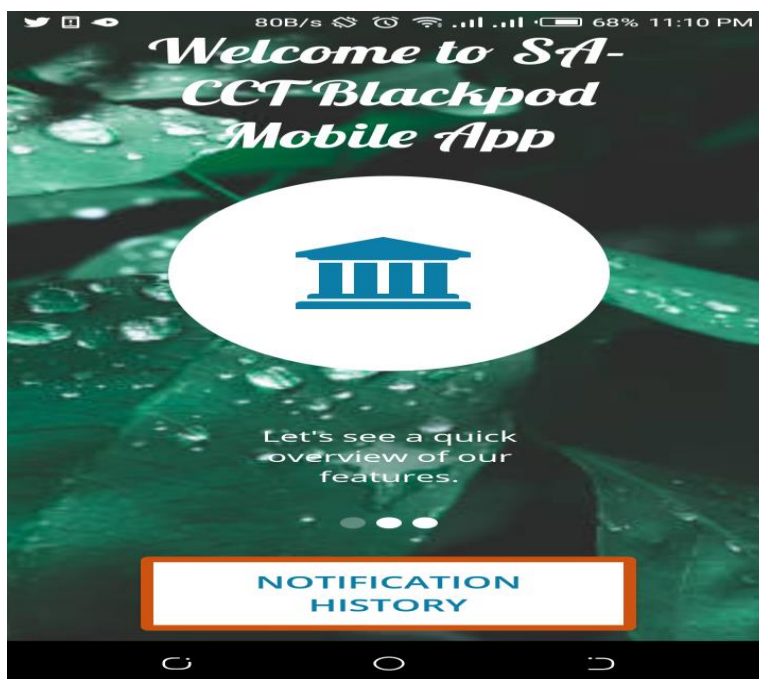 80B/s 68% 11:10 PM
Welcome to SA-
CCT Blackpod
Mobile App
Let's see a quick
overview of our
features.
NOTIFICATION
HISTORY